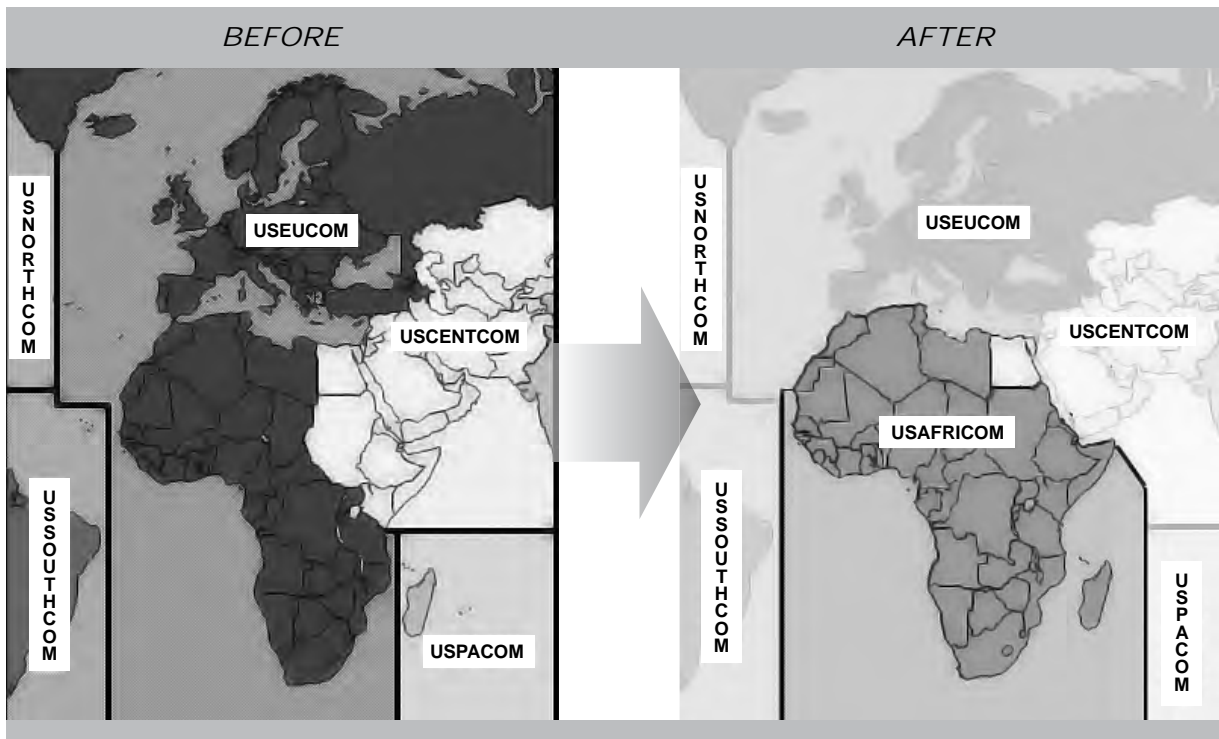 BEFORE
AFTER
USNORTHCOM
USEUCOM
USCENTCOM
USSOUTHCOM
USPACOM
USNORTHCOM
USEUCOM
USCENTCOM
USAFRICOM
USSOUTHCOM
USPACOM